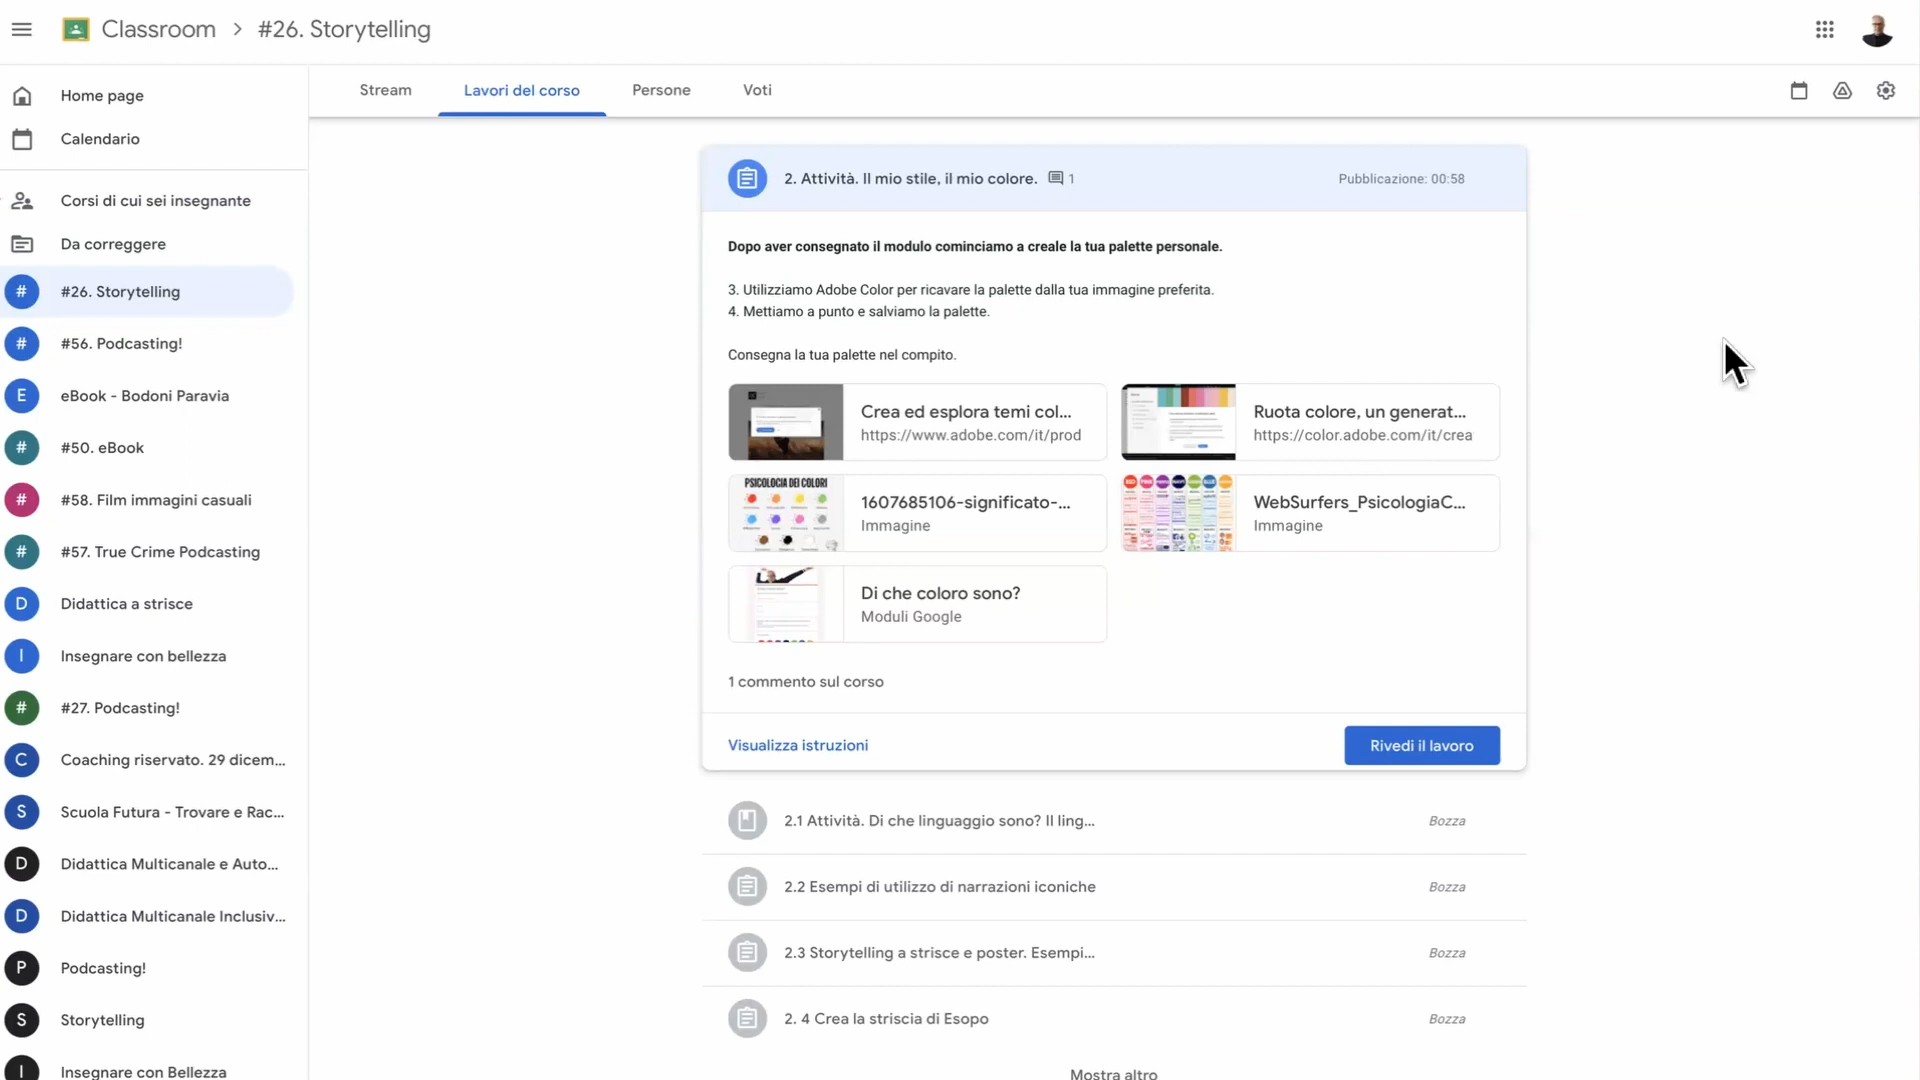 Classroom > #26. Storytelling
Home page
Calendario
Corsi di cui sei insegnante
Da correggere
# #26. Storytelling
# #56. Podcasting!
E eBook - Bodoni Paravia
# #50. eBook
# #58. Film immagini casuali
# #57. True Crime Podcasting
D Didattica a strisce
I Insegnare con bellezza
# #27. Podcasting!
C Coaching riservato. 29 dicem...
S Scuola Futura - Trovare e Rac...
D Didattica Multicanale e Auto...
D Didattica Multicanale Inclusiv...
P Podcasting!
S Storytelling
I Insegnare con Bellezza
Stream Lavori del corso Persone Voti
2. Attività. Il mio stile, il mio colore. 1 Pubblicazione: 00:58
Dopo aver consegnato il modulo cominciamo a creale la tua palette personale.
3. Utilizziamo Adobe Color per ricavare la palette dalla tua immagine preferita.
4. Mettiamo a punto e salviamo la palette.
Consegna la tua palette nel compito.
Crea ed esplora temi col...
https://www.adobe.com/it/prod
Ruota colore, un generat...
https://color.adobe.com/it/crea
PSICOLOGIA DEI COLORI
1607685106-significato-...
Immagine
WebSurfers_PsicologiaC...
Immagine
Di che coloro sono?
Moduli Google
1 commento sul corso
Visualizza istruzioni Rivedi il lavoro
2.1 Attività. Di che linguaggio sono? Il ling... Bozza
2.2 Esempi di utilizzo di narrazioni iconiche Bozza
2.3 Storytelling a strisce e poster. Esempi... Bozza
2. 4 Crea la striscia di Esopo Bozza
Mostra altro